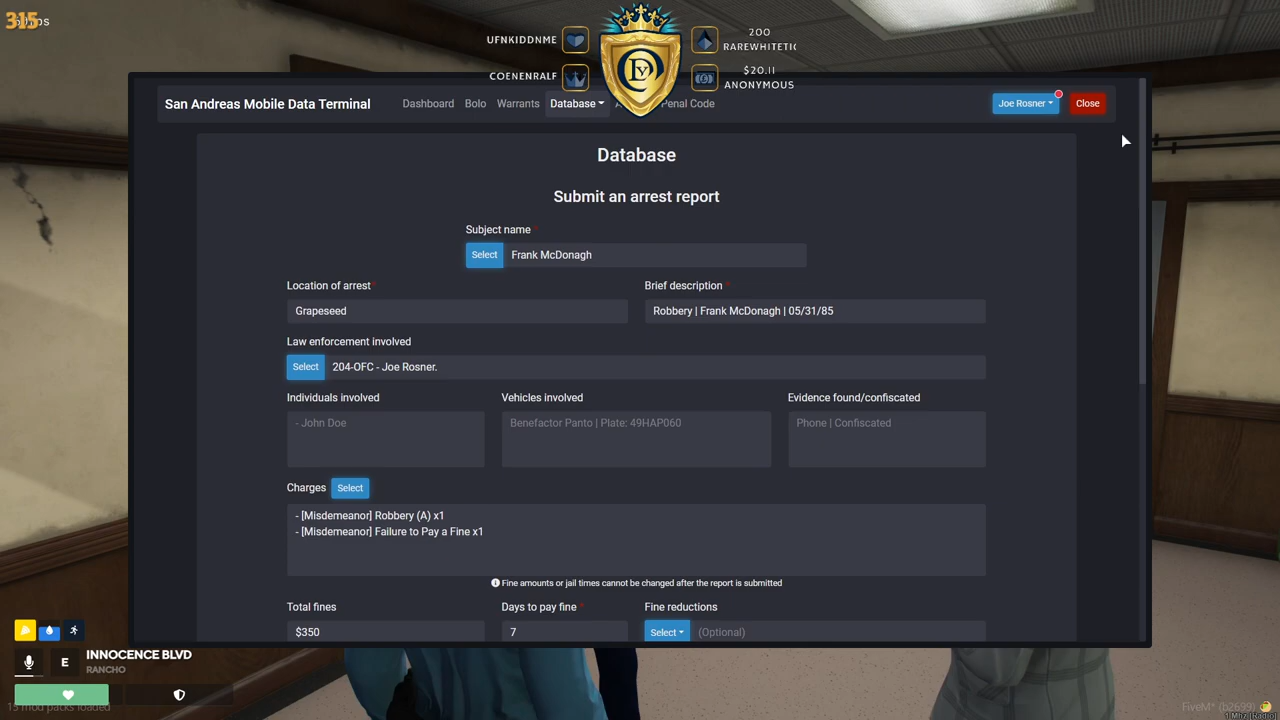 315
UFNKIDDNME
200
RAREWHITETIG
COENENRALF
$20.11
ANONYMOUS
San Andreas Mobile Data Terminal
Dashboard
Bolo
Warrants
Database
Penal Code
Joe Rosner
Close
Database
Submit an arrest report
Subject name *
Select
Frank McDonagh
Location of arrest*
Brief description *
Grapeseed
Robbery | Frank McDonagh | 05/31/85
Law enforcement involved
Select
204-OFC - Joe Rosner.
Individuals involved
Vehicles involved
Evidence found/confiscated
- John Doe
Benefactor Panto | Plate: 49HAP060
Phone | Confiscated
Charges
Select
- [Misdemeanor] Robbery (A) x1
- [Misdemeanor] Failure to Pay a Fine x1
Fine amounts or jail times cannot be changed after the report is submitted
Total fines
Days to pay fine *
Fine reductions
$350
7
Select
(Optional)
E
INNOCENCE BLVD
RANCHO
15 mod packs loaded
FiveM* (b2699)